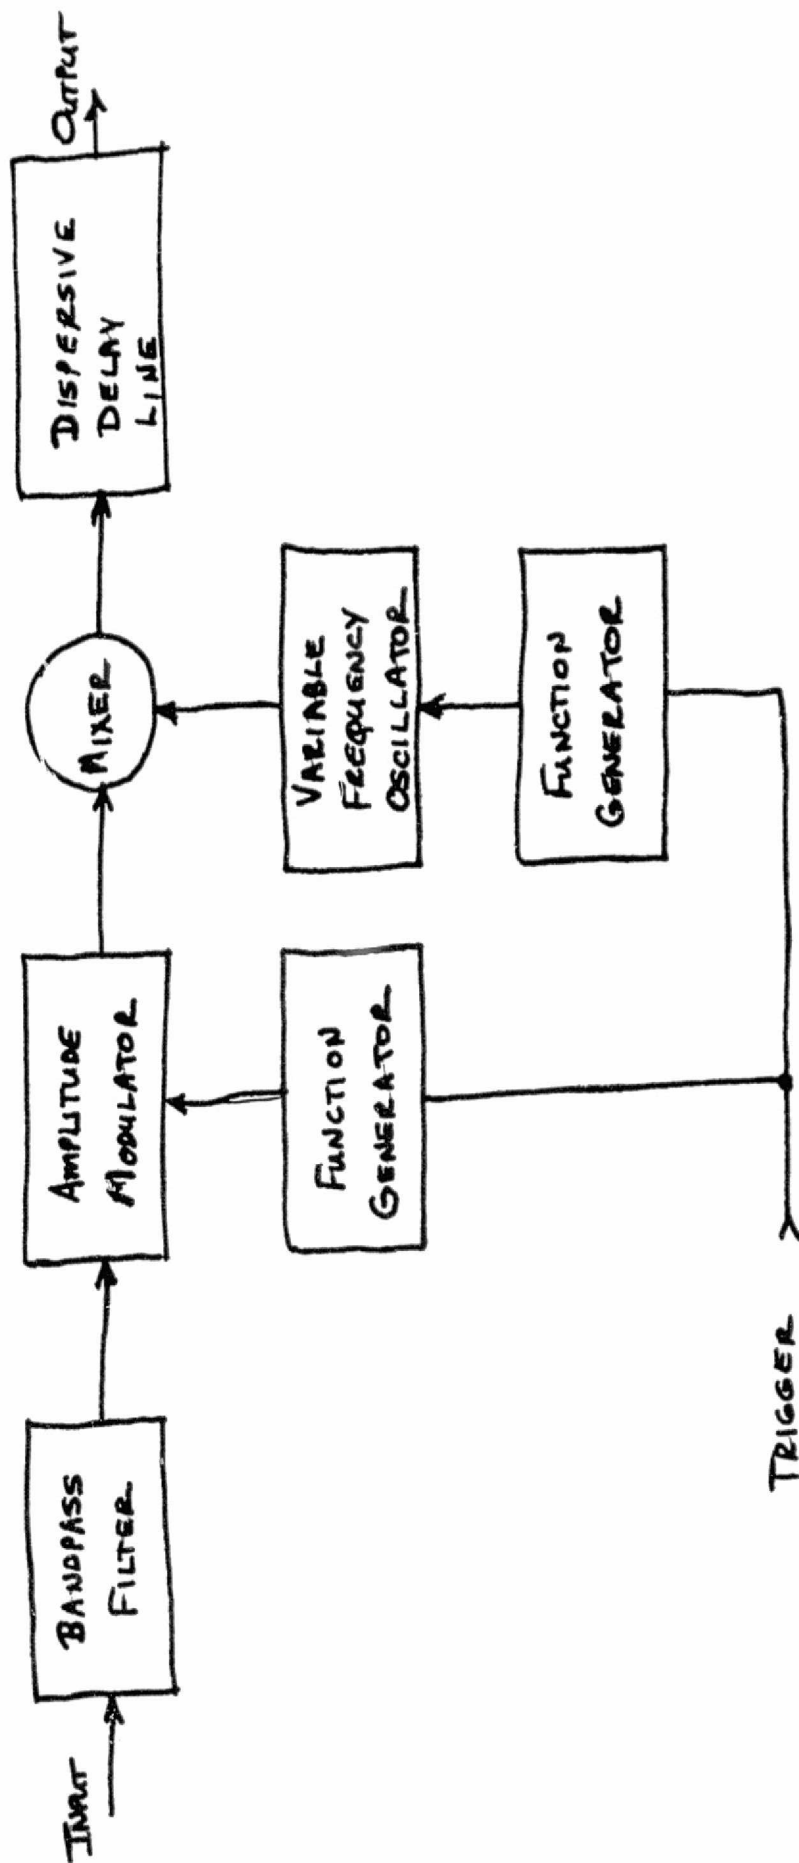 INPUT
BANDPASS
FILTER
AMPLITUDE
MODULATOR
MIXER
DISPERSIVE
DELAY
LINE
OUTPUT
FUNCTION
GENERATOR
VARIABLE
FREQUENCY
OSCILLATOR
FUNCTION
GENERATOR
TRIGGER